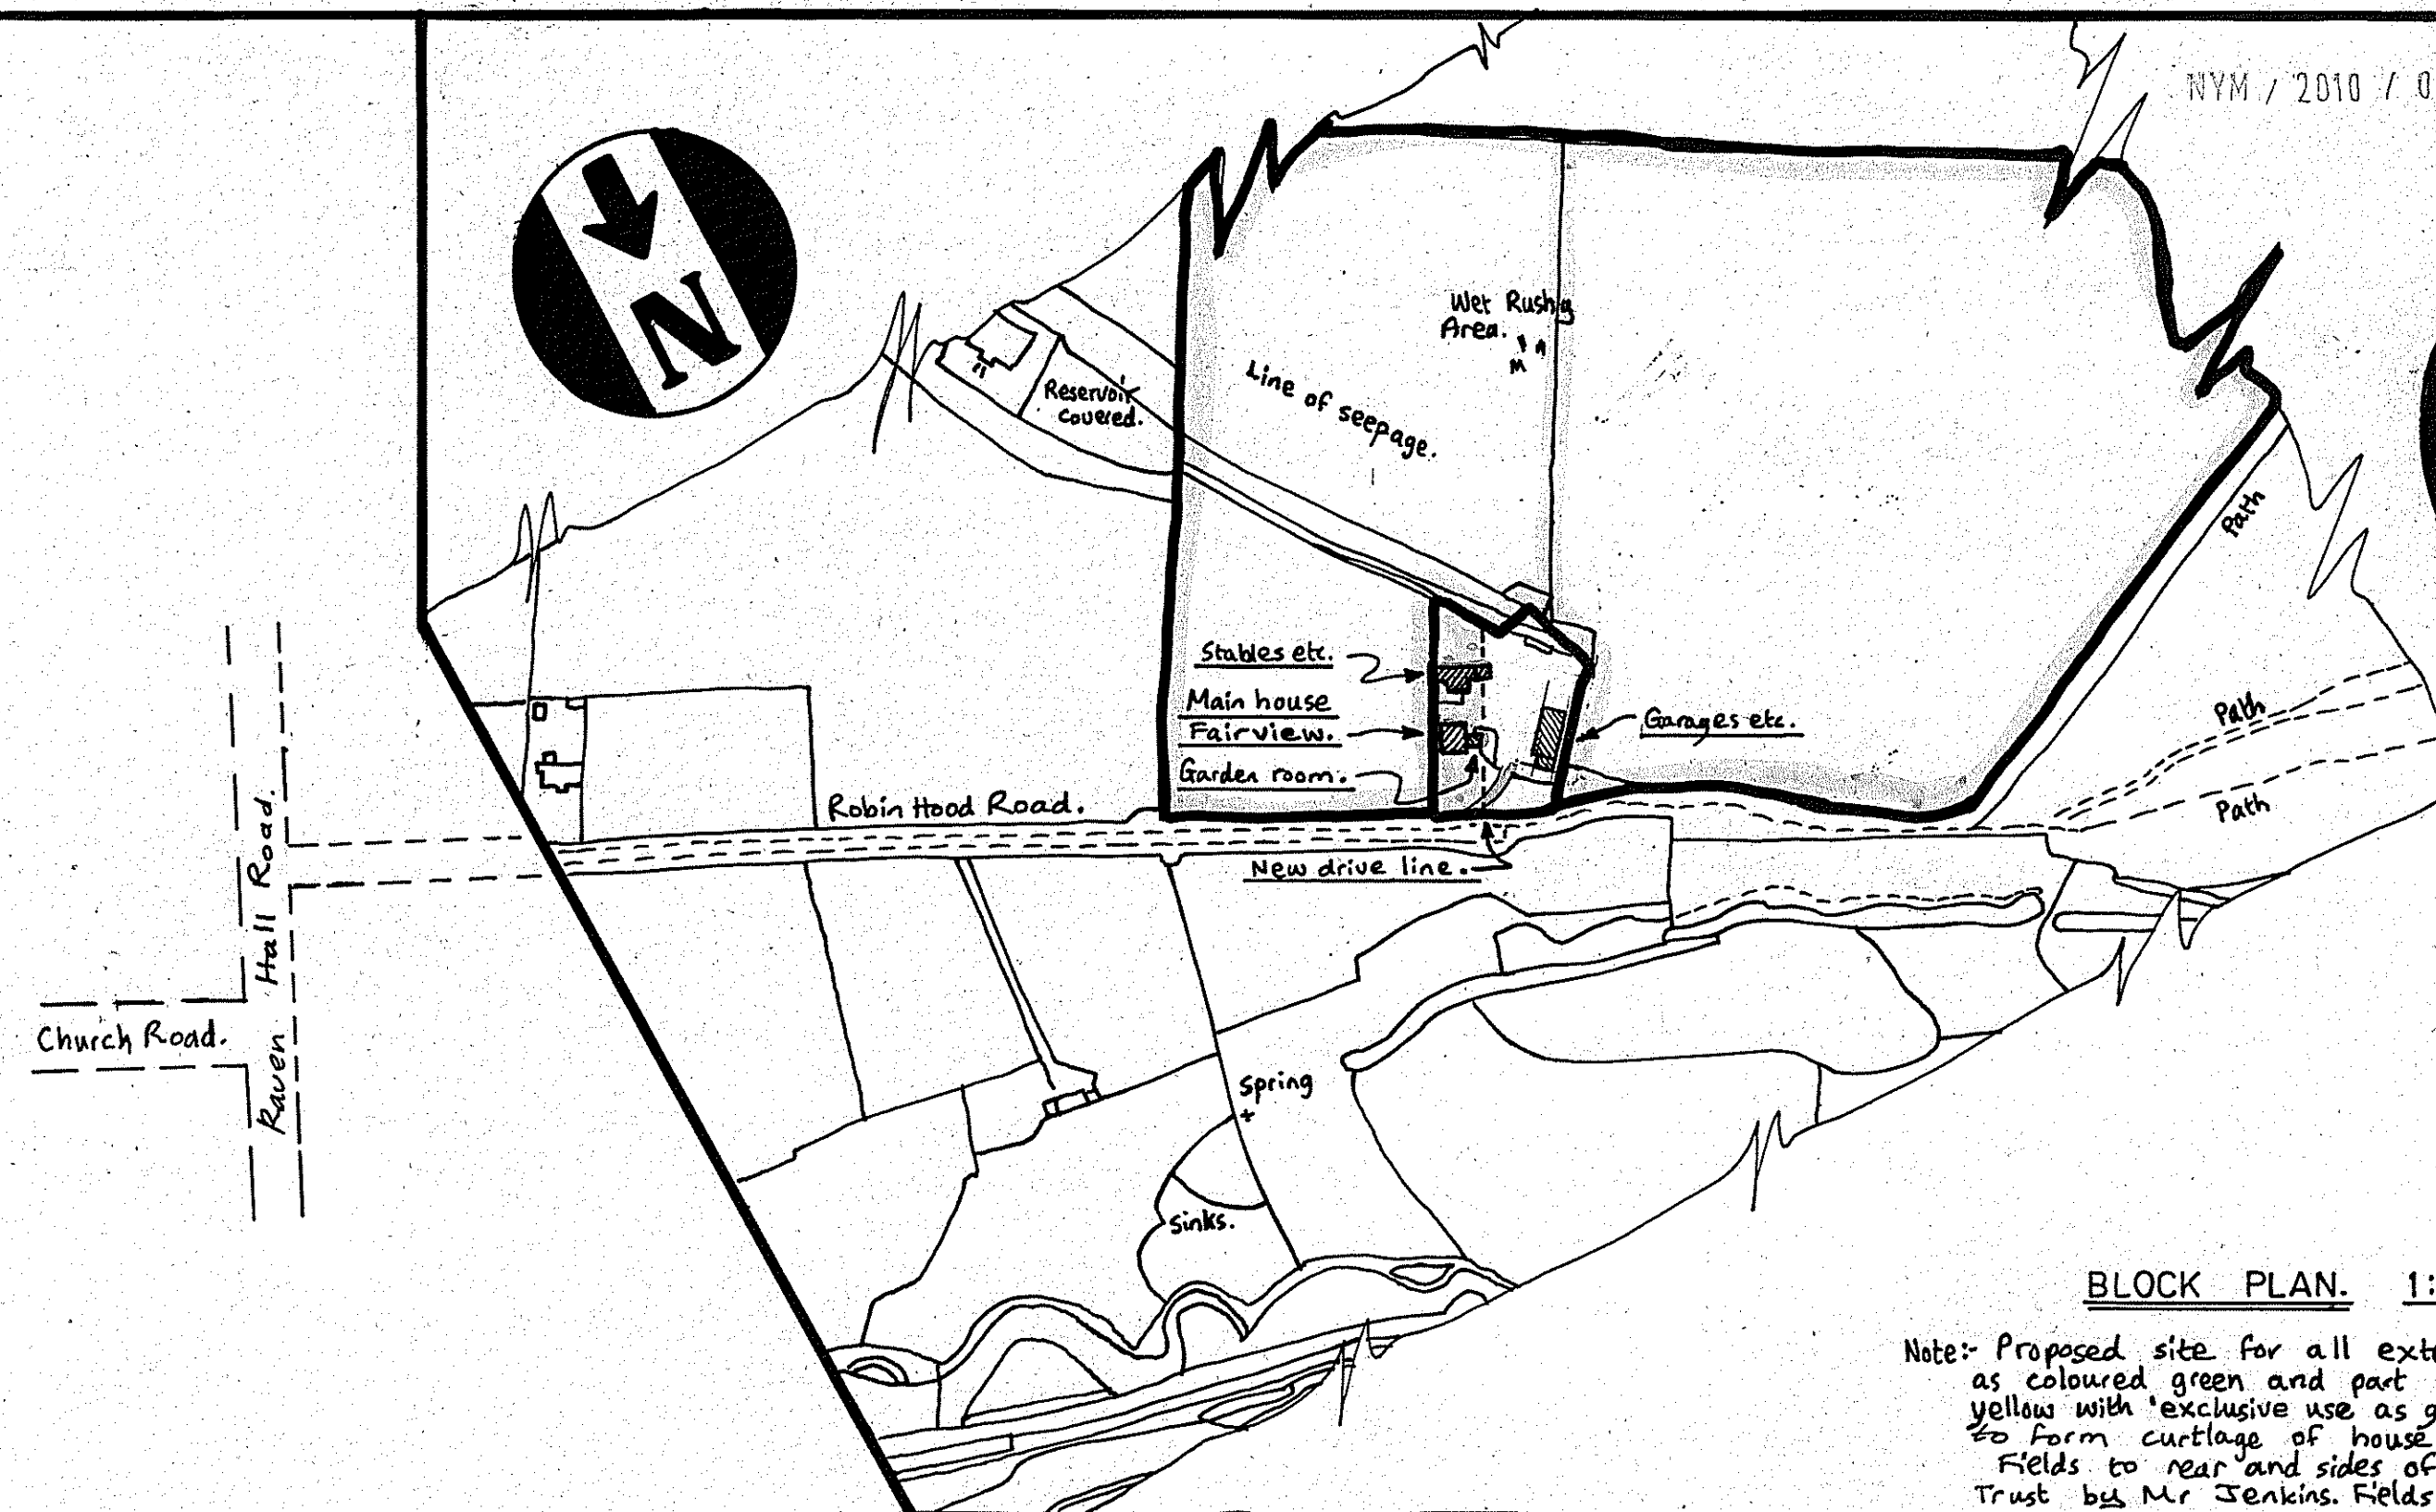 NYM / 2010 / 0
N
Wet Rushy
Area.
Line of seepage.
Reservoir
Covered.
Path
Stables etc.
Main house
Fairview.
Garden room.
Garages etc.
Path
Path
Robin Hood Road.
New drive line.
Raven Hall Road.
Church Road.
Spring
Sinks.
BLOCK PLAN. 1:
Note:- Proposed site for all
as coloured green and part
yellow with 'exclusive use as
to form curtlage of house
Fields to rear and sides of
Trust by Mr Jenkins. Fields